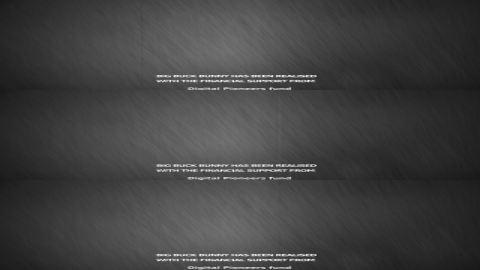 BIG BUCK BUNNY HAS BEEN REALISED
WITH THE FINANCIAL SUPPORT FROM
Digital Pioneers fund
BIG BUCK BUNNY HAS BEEN REALISED
WITH THE FINANCIAL SUPPORT FROM
Digital Pioneers fund
BIG BUCK BUNNY HAS BEEN REALISED
WITH THE FINANCIAL SUPPORT FROM
Digital Pioneers fund